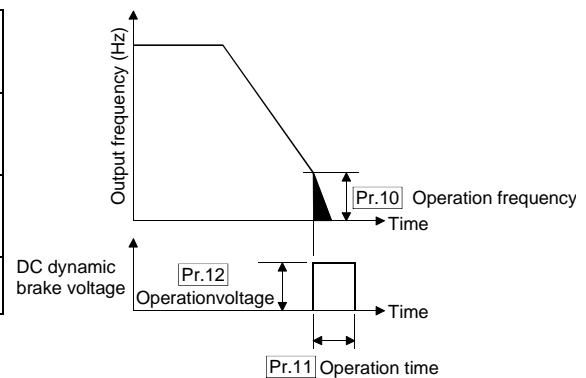 Output frequency (Hz)
Pr.10 Operation frequency
Time
DC dynamic
brake voltage
Pr.12
Operationvoltage
Time
Pr.11 Operation time